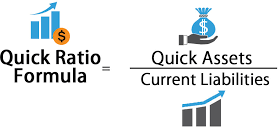 Quick Ratio
Formula
=
Quick Assets
Current Liabilities
$
$